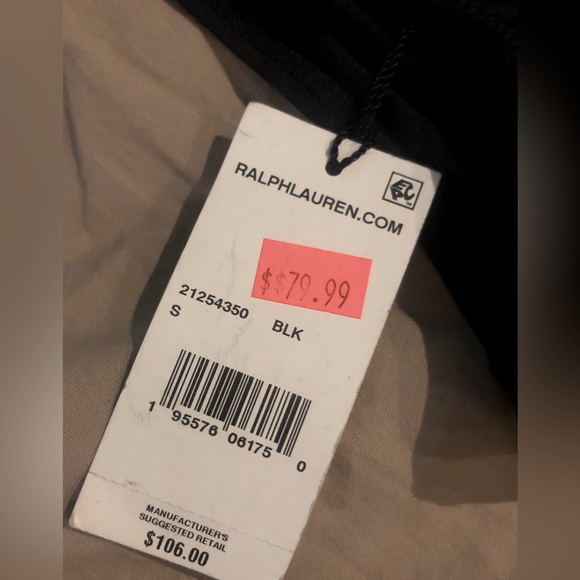 RALPHLAUREN.COM
$$79.99
21254350
S BLK
1 95576 06175 0
MANUFACTURER'S
SUGGESTED RETAIL
$106.00